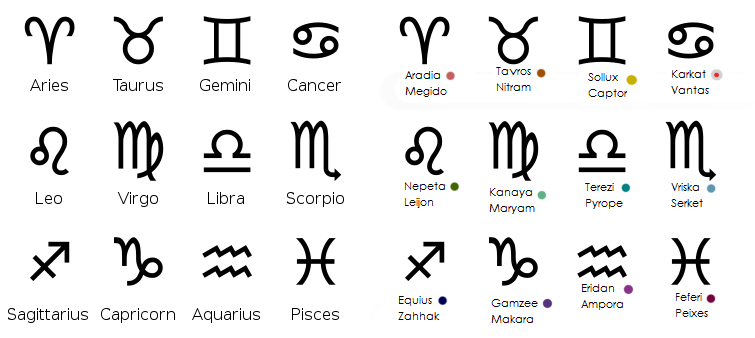 Aries Taurus Gemini Cancer
Aradia Tavros Sollux Karkat
Megido Nitram Captor Vantas
Leo Virgo Libra Scorpio
Nepeta Kanaya Terezi Vriska
Leijon Maryam Pyrope Serket
Sagittarius Capricorn Aquarius Pisces
Equius Gamzee Eridan Feferi
Zahhak Makara Ampora Peixes